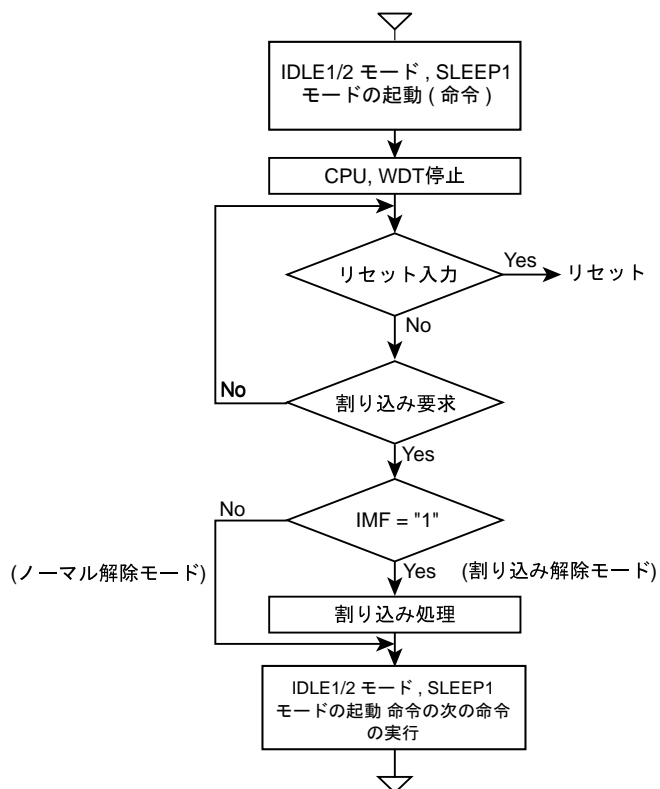 IDLE1/2 モード , SLEEP1
モードの起動 ( 命令 )
CPU, WDT停止
リセット入力
Yes
リセット
No
No
割り込み要求
Yes
No
IMF = "1"
(ノーマル解除モード)
Yes
(割り込み解除モード)
割り込み処理
IDLE1/2 モード , SLEEP1
モードの起動 命令の次の命令
の実行